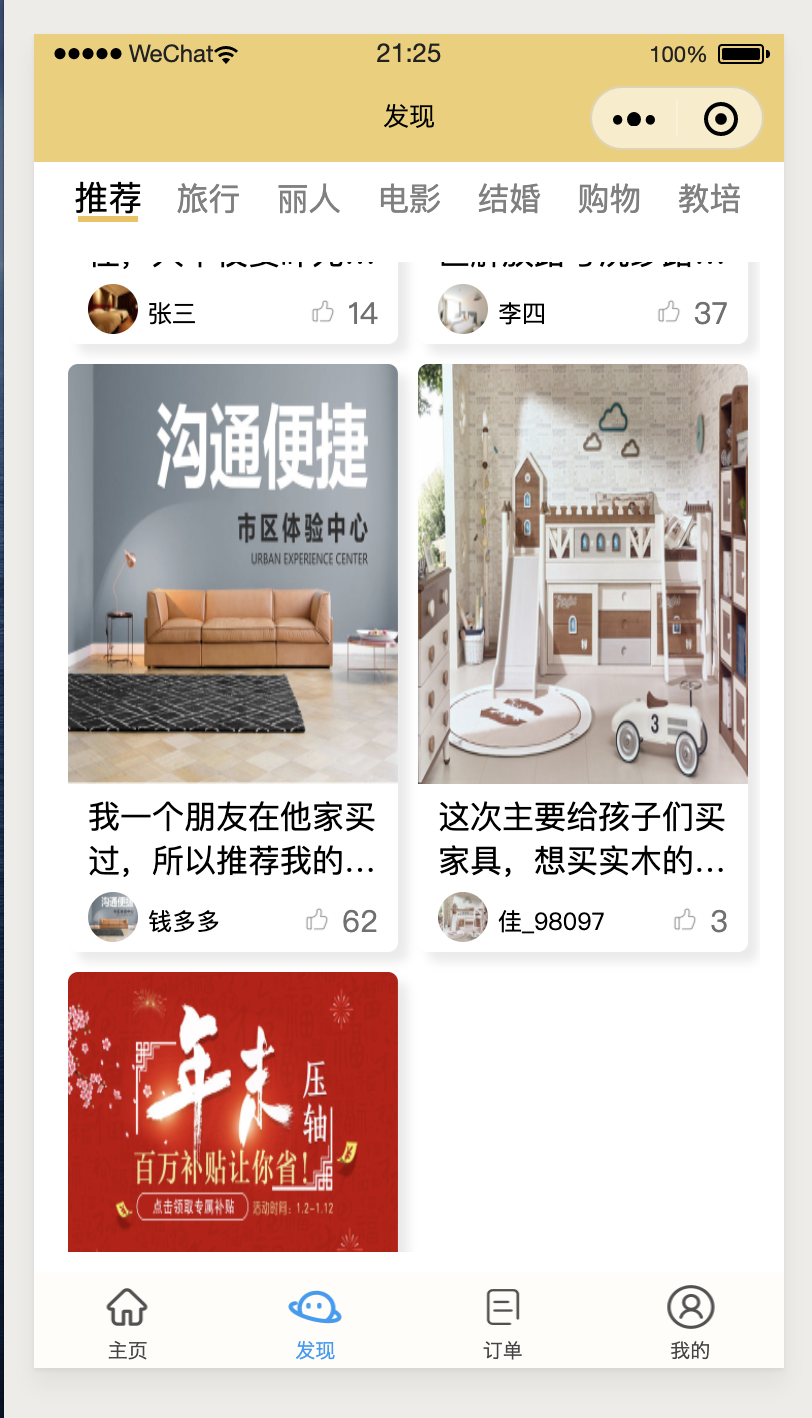 WeChat 21:25 100%
发现
推荐 旅行 丽人 电影 结婚 购物 教培
张三 14
李四 37
沟通便捷
市区体验中心
URBAN EXPERIENCE CENTER
3
我一个朋友在他家买
过，所以推荐我的…
钱多多 62
这次主要给孩子们买
家具，想买实木的…
佳_98097 3
年末
压轴
百万补贴让你省！
点击领取专属补贴 活动时间：1.2-1.12
主页 发现 订单 我的